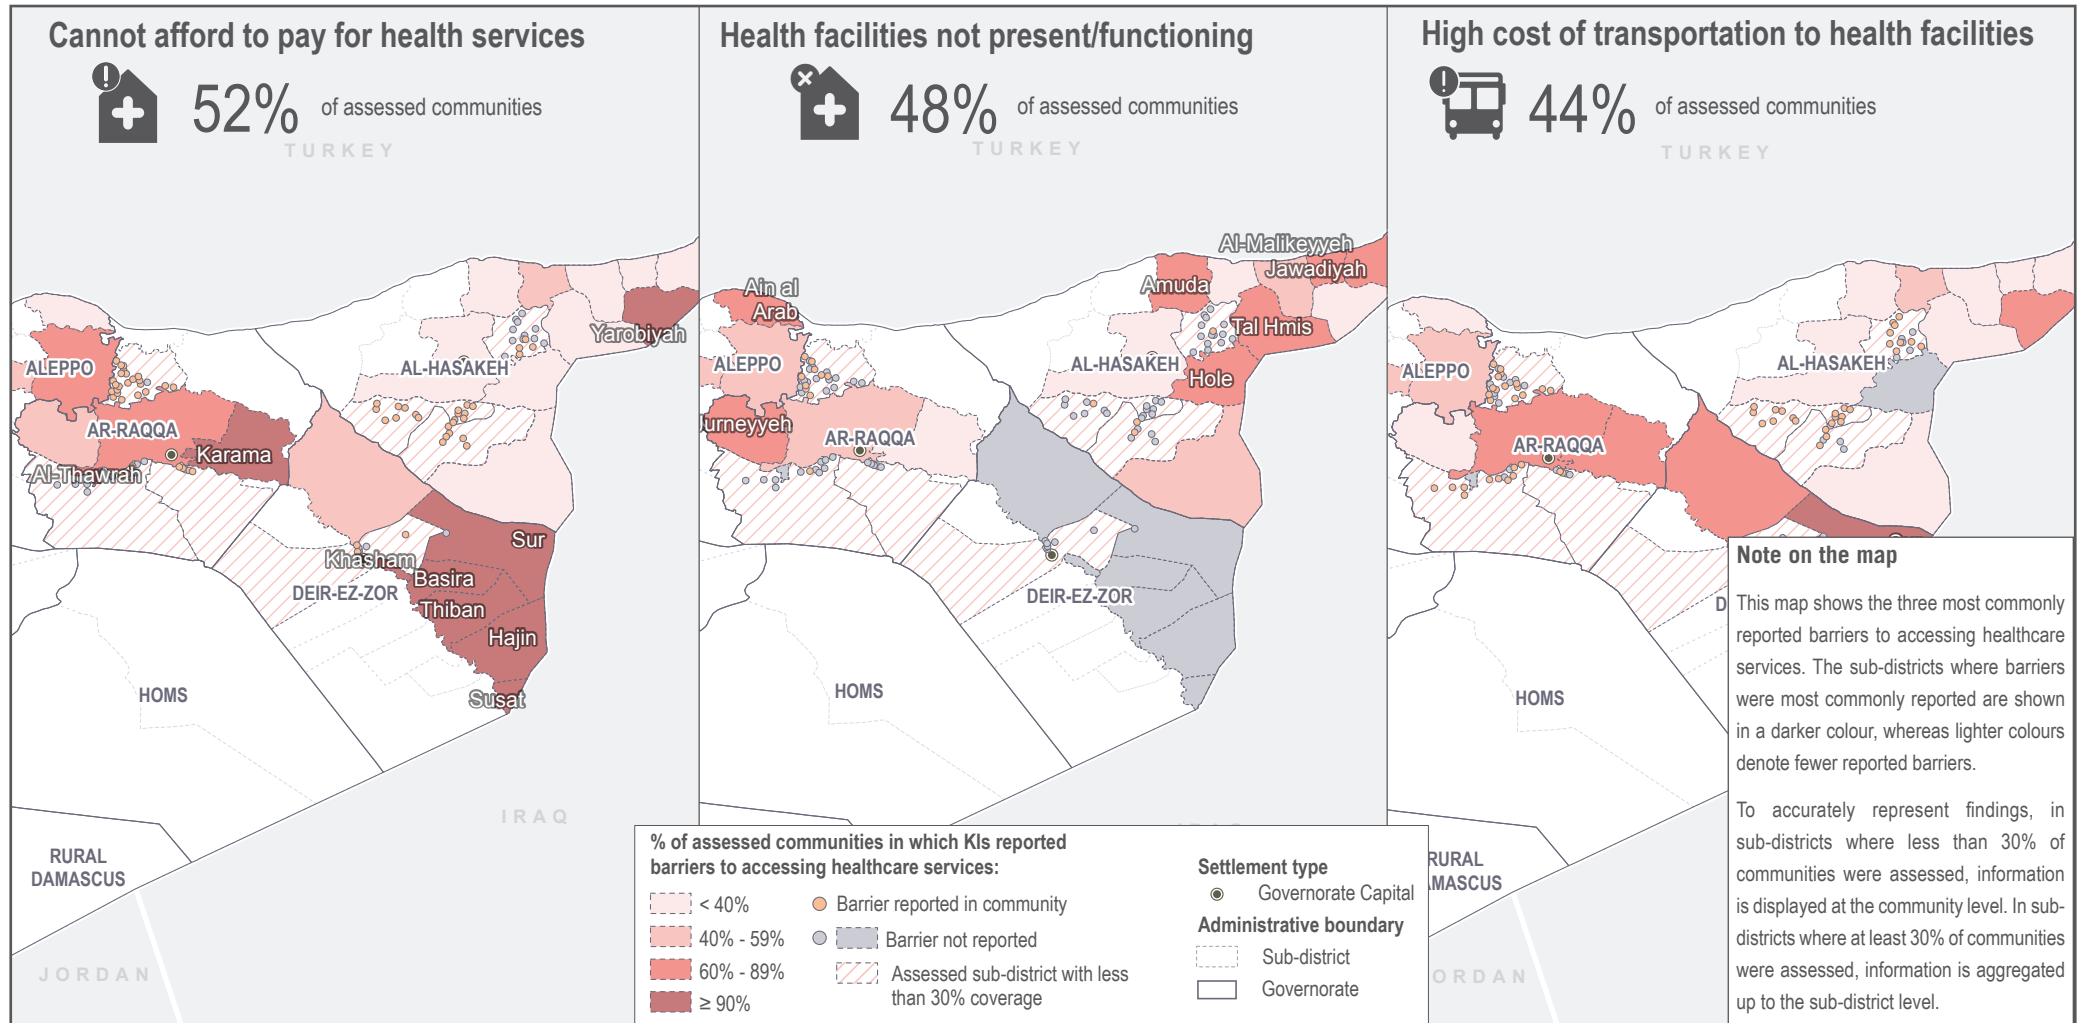 Cannot afford to pay for health services
52% of assessed communities
TURKEY
ALEPPO
AL-HASAKEH
Yarobiyah
AR-RAQQA
Karama
Al-Thawrah
Khasham
Sur
Basira
DEIR-EZ-ZOR
Thiban
Hajin
Susat
HOMS
IRAQ
RURAL
DAMASCUS
JORDAN
Health facilities not present/functioning
48% of assessed communities
TURKEY
Al-Malikeyyeh
Jawadiyah
Amuda
Ain al
Arab
Tal Hmis
ALEPPO
AL-HASAKEH
Hole
Jurneyyeh
AR-RAQQA
DEIR-EZ-ZOR
HOMS
High cost of transportation to health facilities
44% of assessed communities
TURKEY
ALEPPO
AL-HASAKEH
AR-RAQQA
D
HOMS
RURAL
AMASCUS
ORDAN
% of assessed communities in which KIs reported
barriers to accessing healthcare services:
< 40%
40% - 59%
60% - 89%
≥ 90%
Barrier reported in community
Barrier not reported
Assessed sub-district with less
than 30% coverage
Settlement type
Governorate Capital
Administrative boundary
Sub-district
Governorate
Note on the map
This map shows the three most commonly
reported barriers to accessing healthcare
services. The sub-districts where barriers
were most commonly reported are shown
in a darker colour, whereas lighter colours
denote fewer reported barriers.
To accurately represent findings, in
sub-districts where less than 30% of
communities were assessed, information
is displayed at the community level. In sub-
districts where at least 30% of communities
were assessed, information is aggregated
up to the sub-district level.